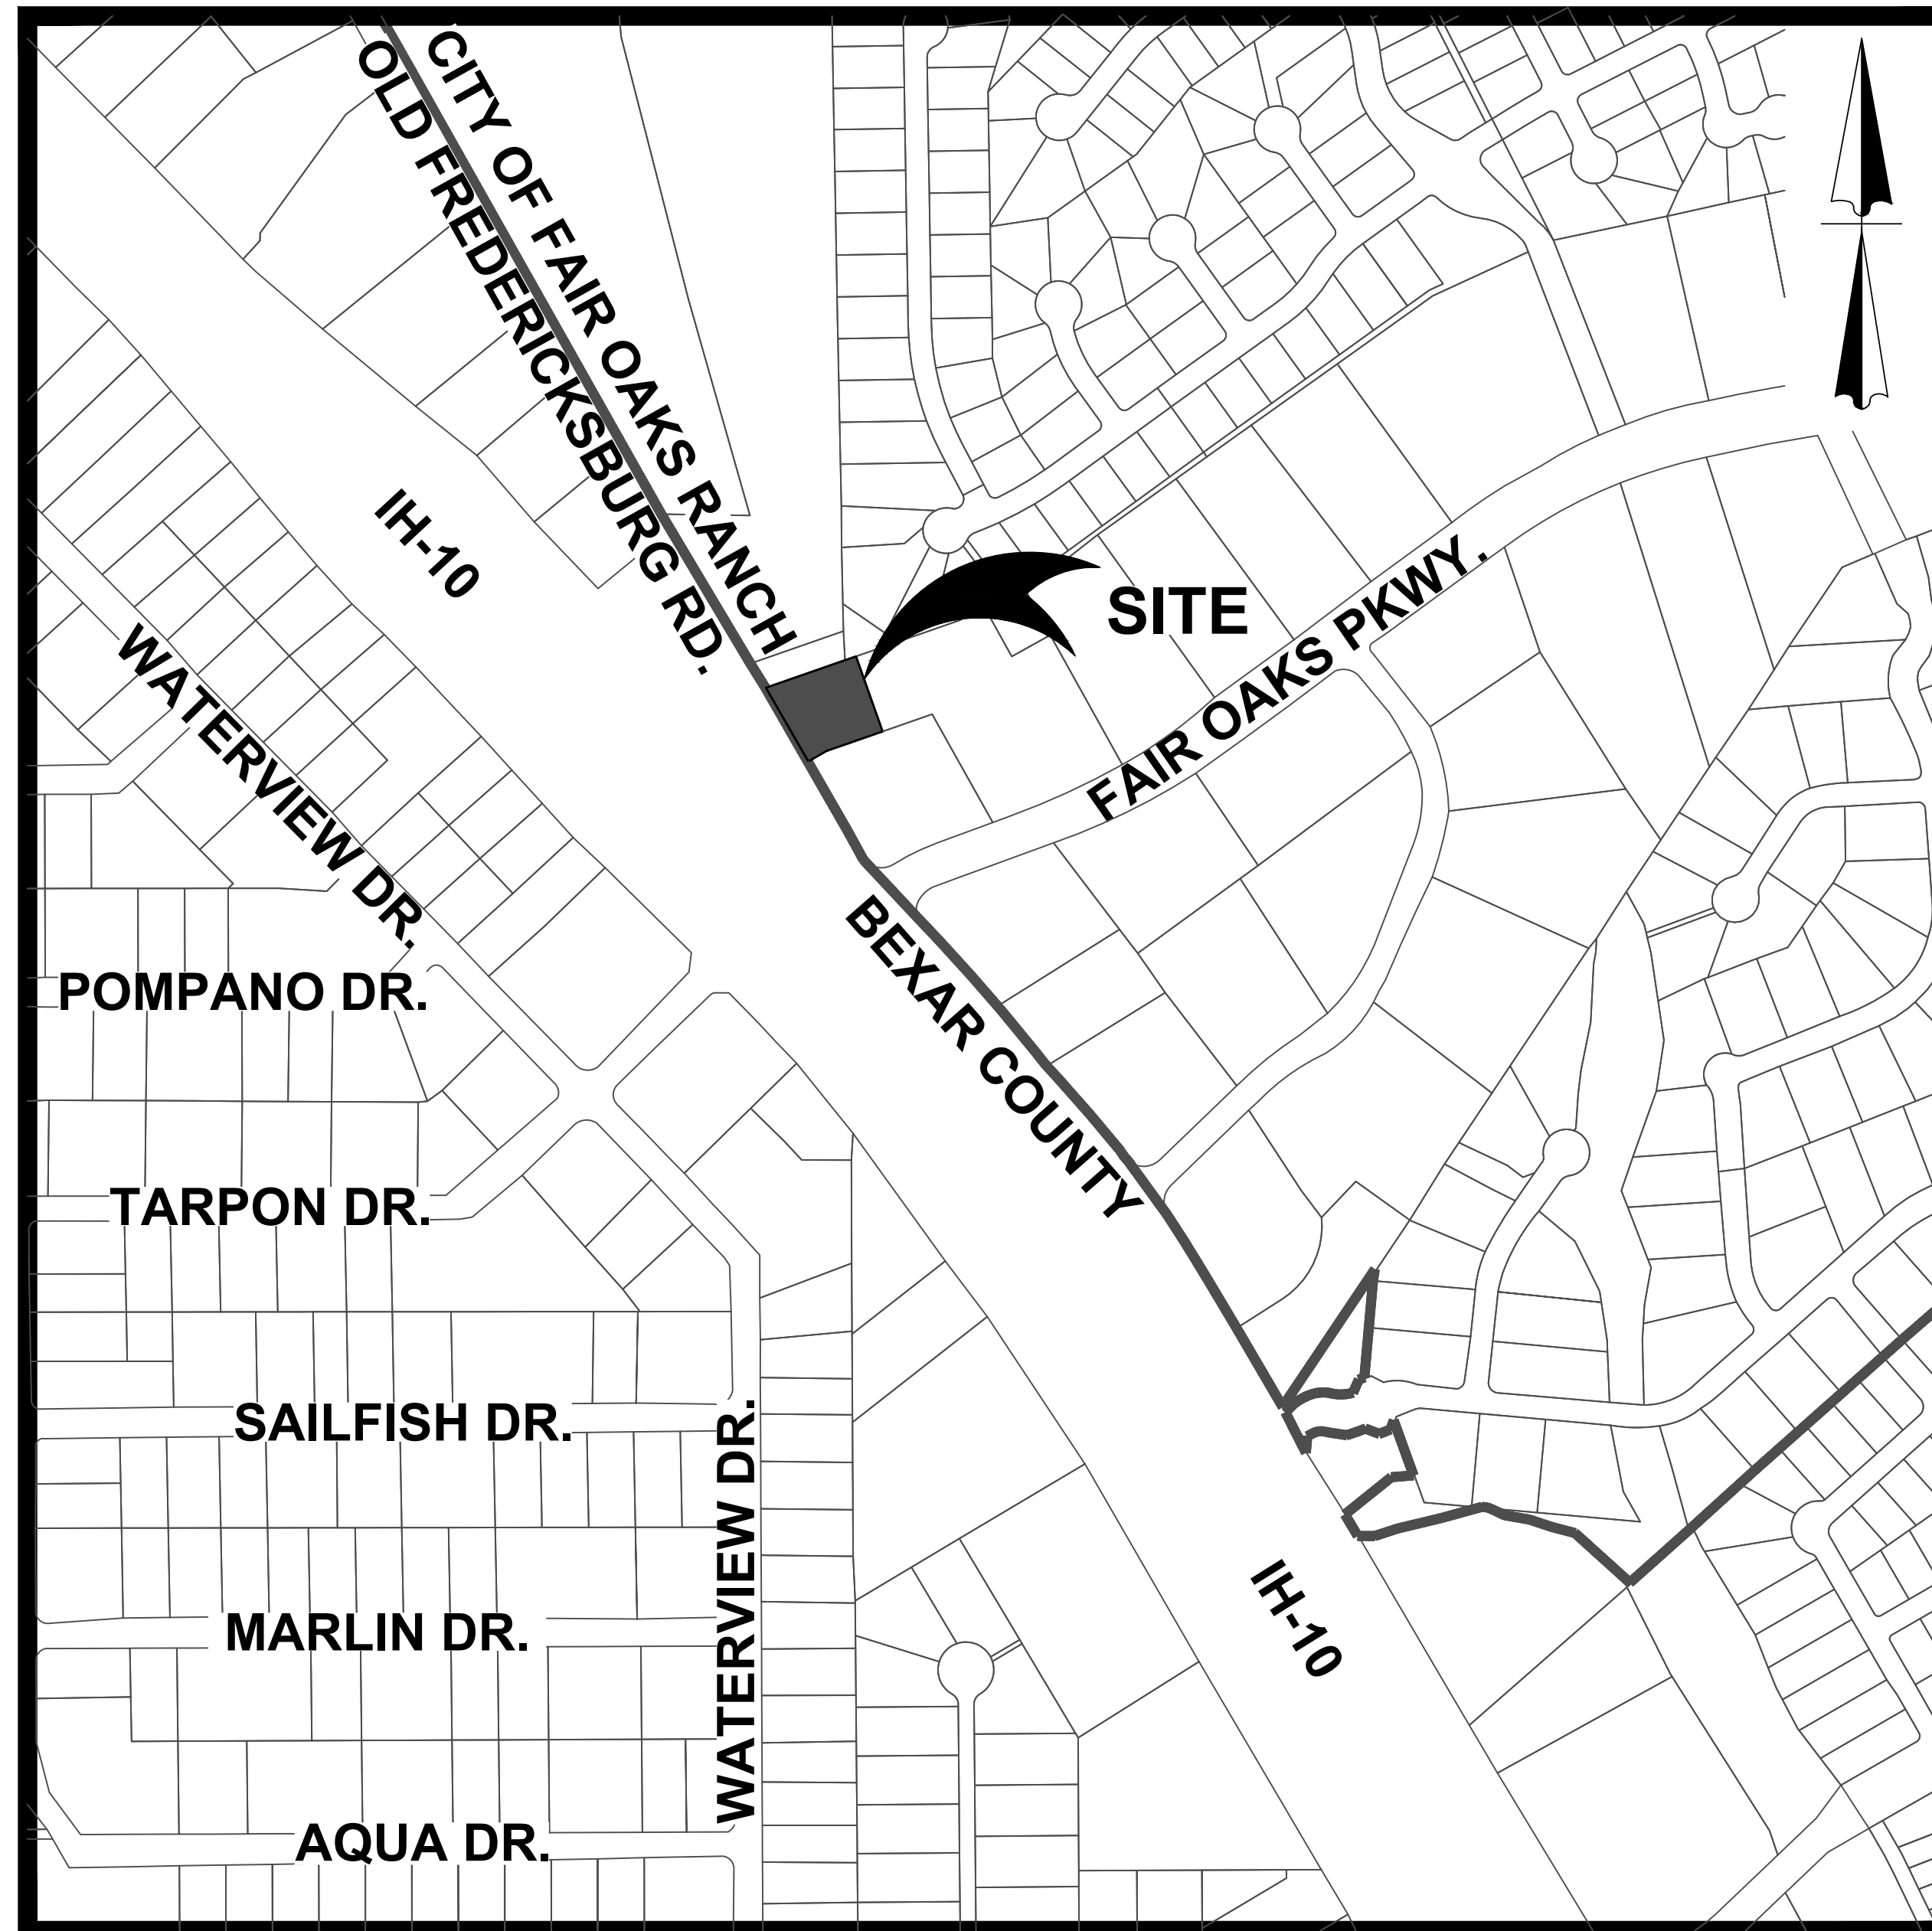 CITY OF FAIR OAKS RANCH
OLD FREDERICKSBURG RD.
IH-10
SITE
FAIR OAKS PKWY.
WATERVIEW DR.
BEXAR COUNTY
POMPANO DR.
TARPON DR.
SAILFISH DR.
WATERVIEW DR.
IH-10
MARLIN DR.
AQUA DR.